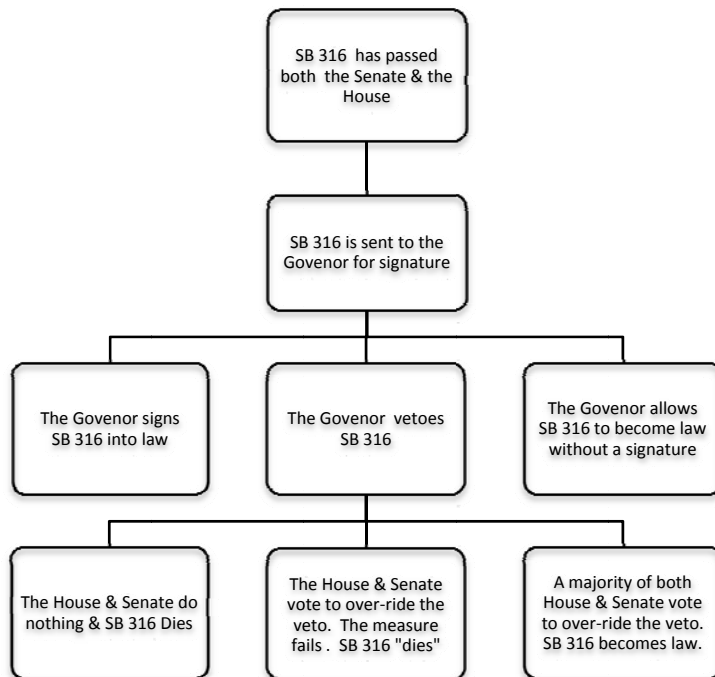 SB 316 has passed
both the Senate & the
House
SB 316 is sent to the
Govenor for signature
The Govenor signs
SB 316 into law
The Govenor vetoes
SB 316
The Govenor allows
SB 316 to become law
without a signature
The House & Senate do
nothing & SB 316 Dies
The House & Senate
vote to over-ride the
veto. The measure
fails . SB 316 "dies"
A majority of both
House & Senate vote
to over-ride the veto.
SB 316 becomes law.